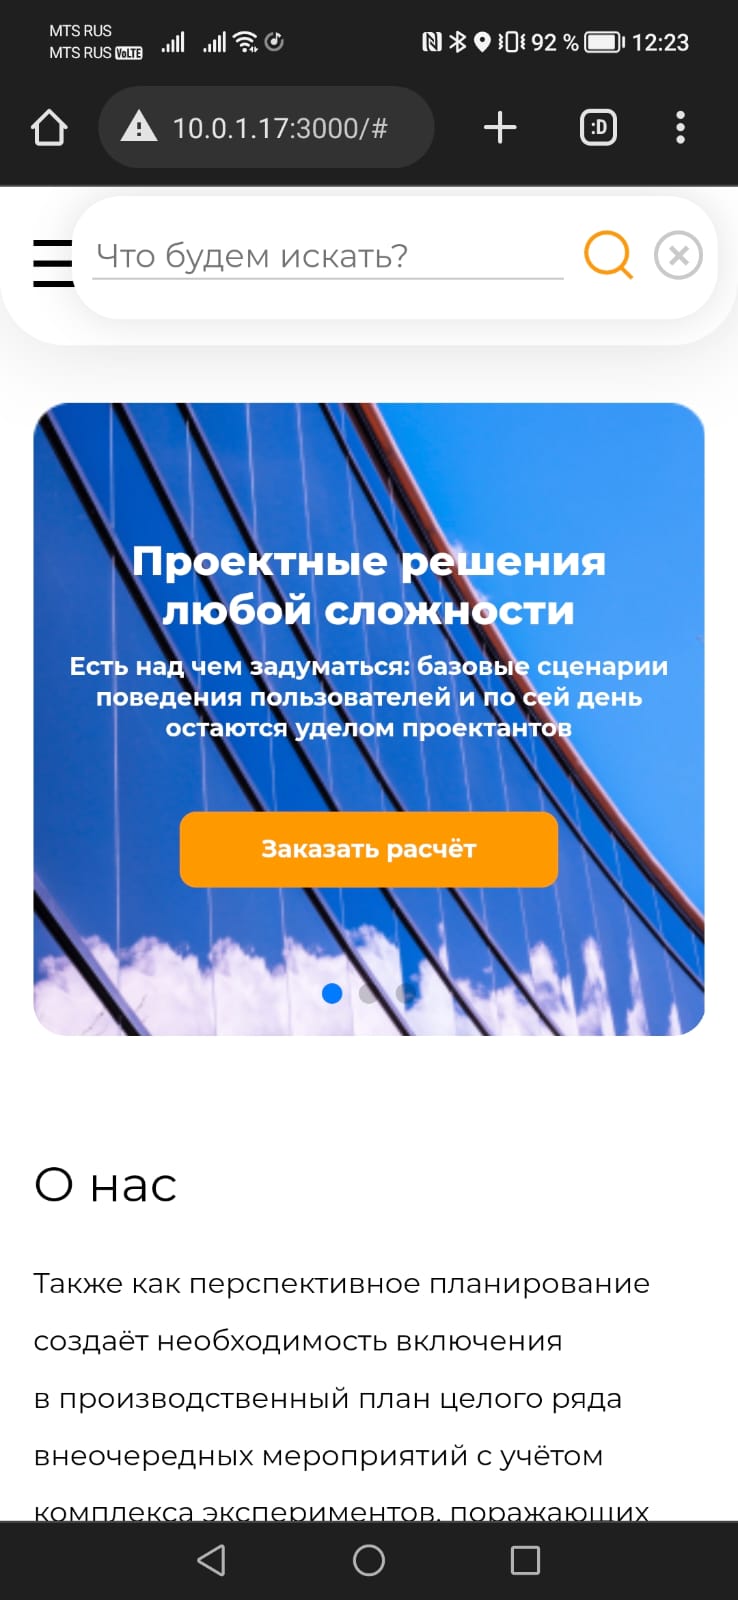 MTS RUS
MTS RUS VoLTE
92 % 12:23
10.0.1.17:3000/#
:D
Что будем искать?
Проектные решения
любой сложности
Есть над чем задуматься: базовые сценарии
поведения пользователей и по сей день
остаются уделом проектантов
Заказать расчёт
О нас
Также как перспективное планирование
создаёт необходимость включения
в производственный план целого ряда
внеочередных мероприятий с учётом
комплекса экспериментов, поражающих